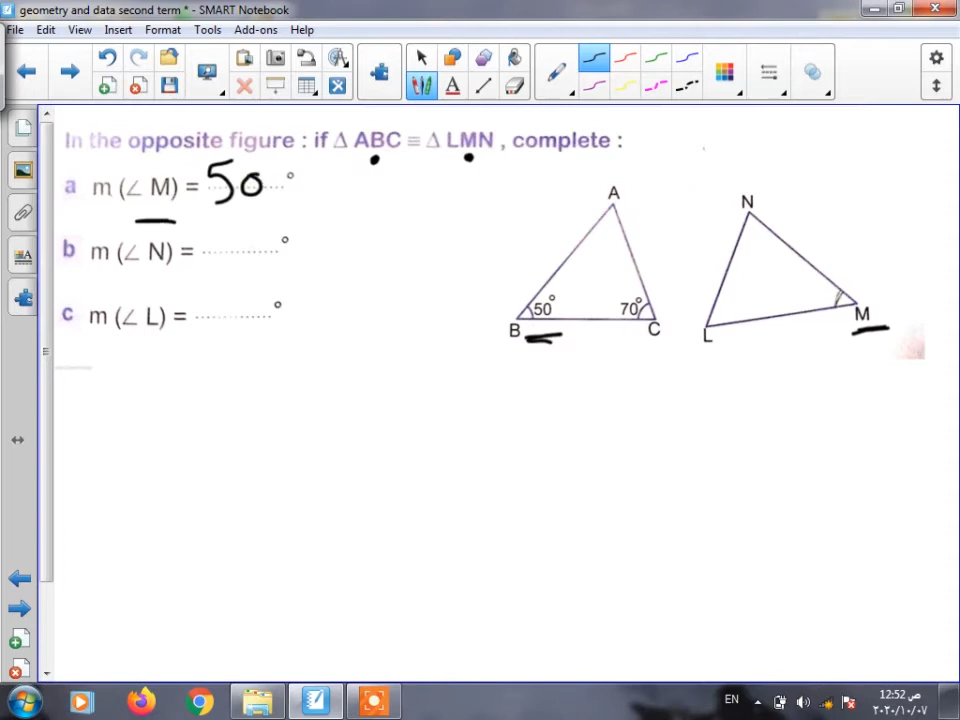 geometry and data second term * - SMART Notebook
File Edit View Insert Format Tools Add-ons Help
In the opposite figure : if Δ ABC ≡ Δ LMN , complete :
a m (∠ M) = 50 °
b m (∠ N) = ............... °
c m (∠ L) = ............... °
A
B
C
50°
70°
N
L
M
EN
12:52 ص
٢٠٢٠/١٠/٠٧